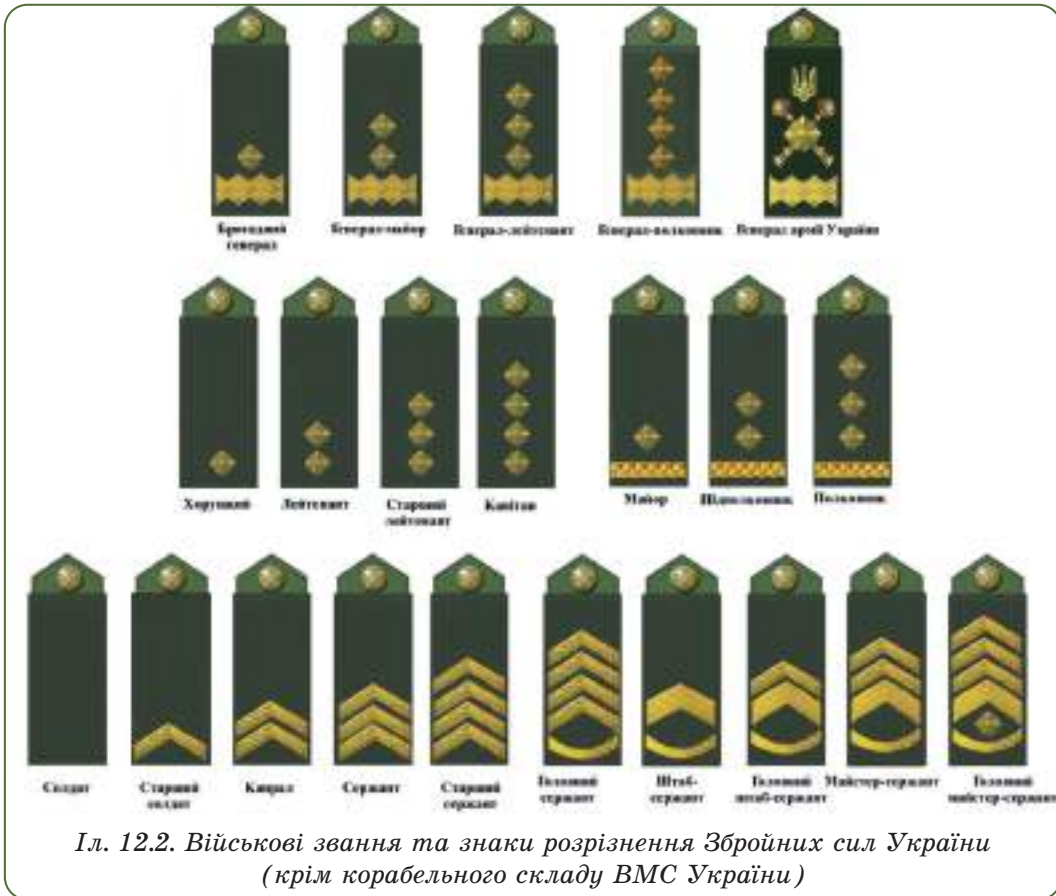 Бригадний
генерал
Генерал-майор
Генерал-лейтенант
Генерал-полковник
Генерал армії України
Хорунжий
Лейтенант
Старший
лейтенант
Капітан
Майор
Підполковник
Полковник
Солдат
Старший
солдат
Капрал
Сержант
Старший
сержант
Головний
сержант
Штаб-
сержант
Головний
штаб-сержант
Майстер-сержант
Головний
майстер-сержант
Іл. 12.2. Військові звання та знаки розрізнення Збройних сил України
(крім корабельного складу ВМС України)